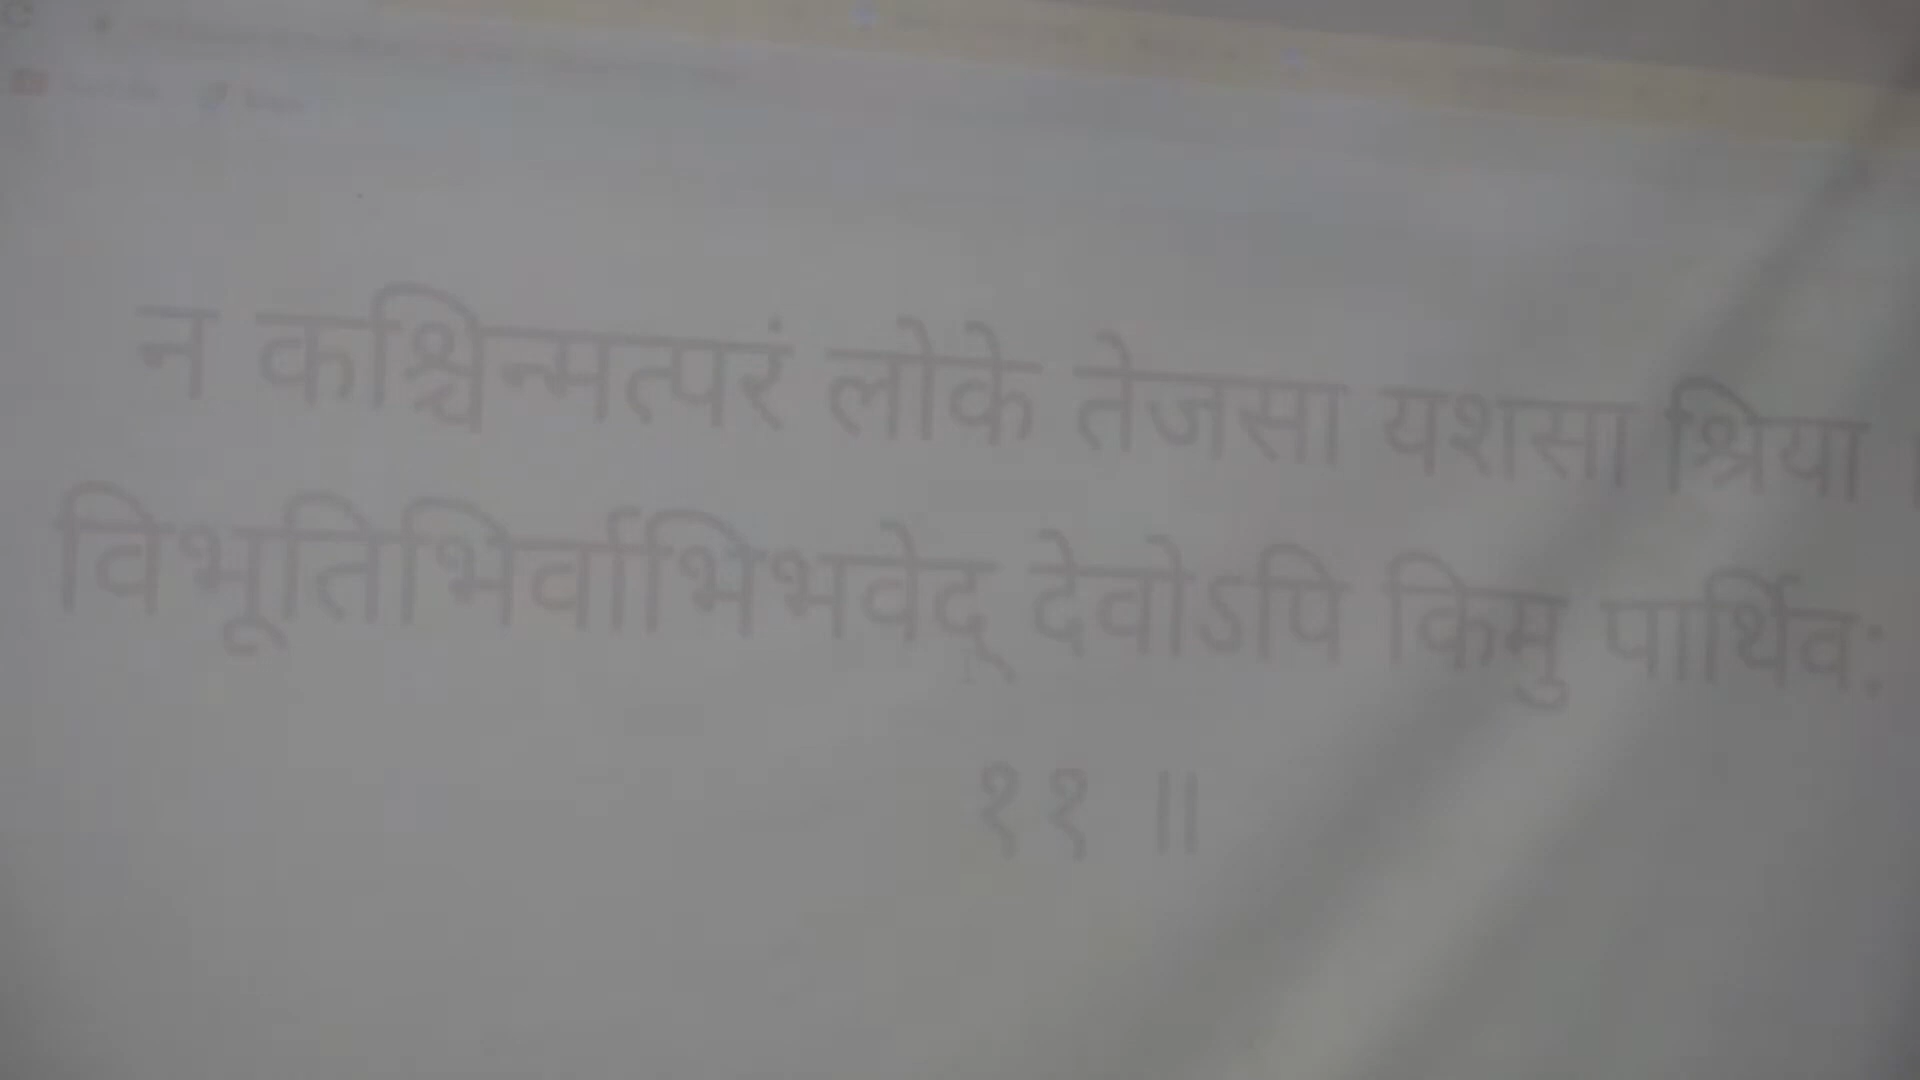 न कश्चिन्मत्परं लोके तेजसा यशसा श्रिया ।
विभूतिभिर्वाभिभवेद् देवोऽपि किमु पार्थिवः
११ ॥